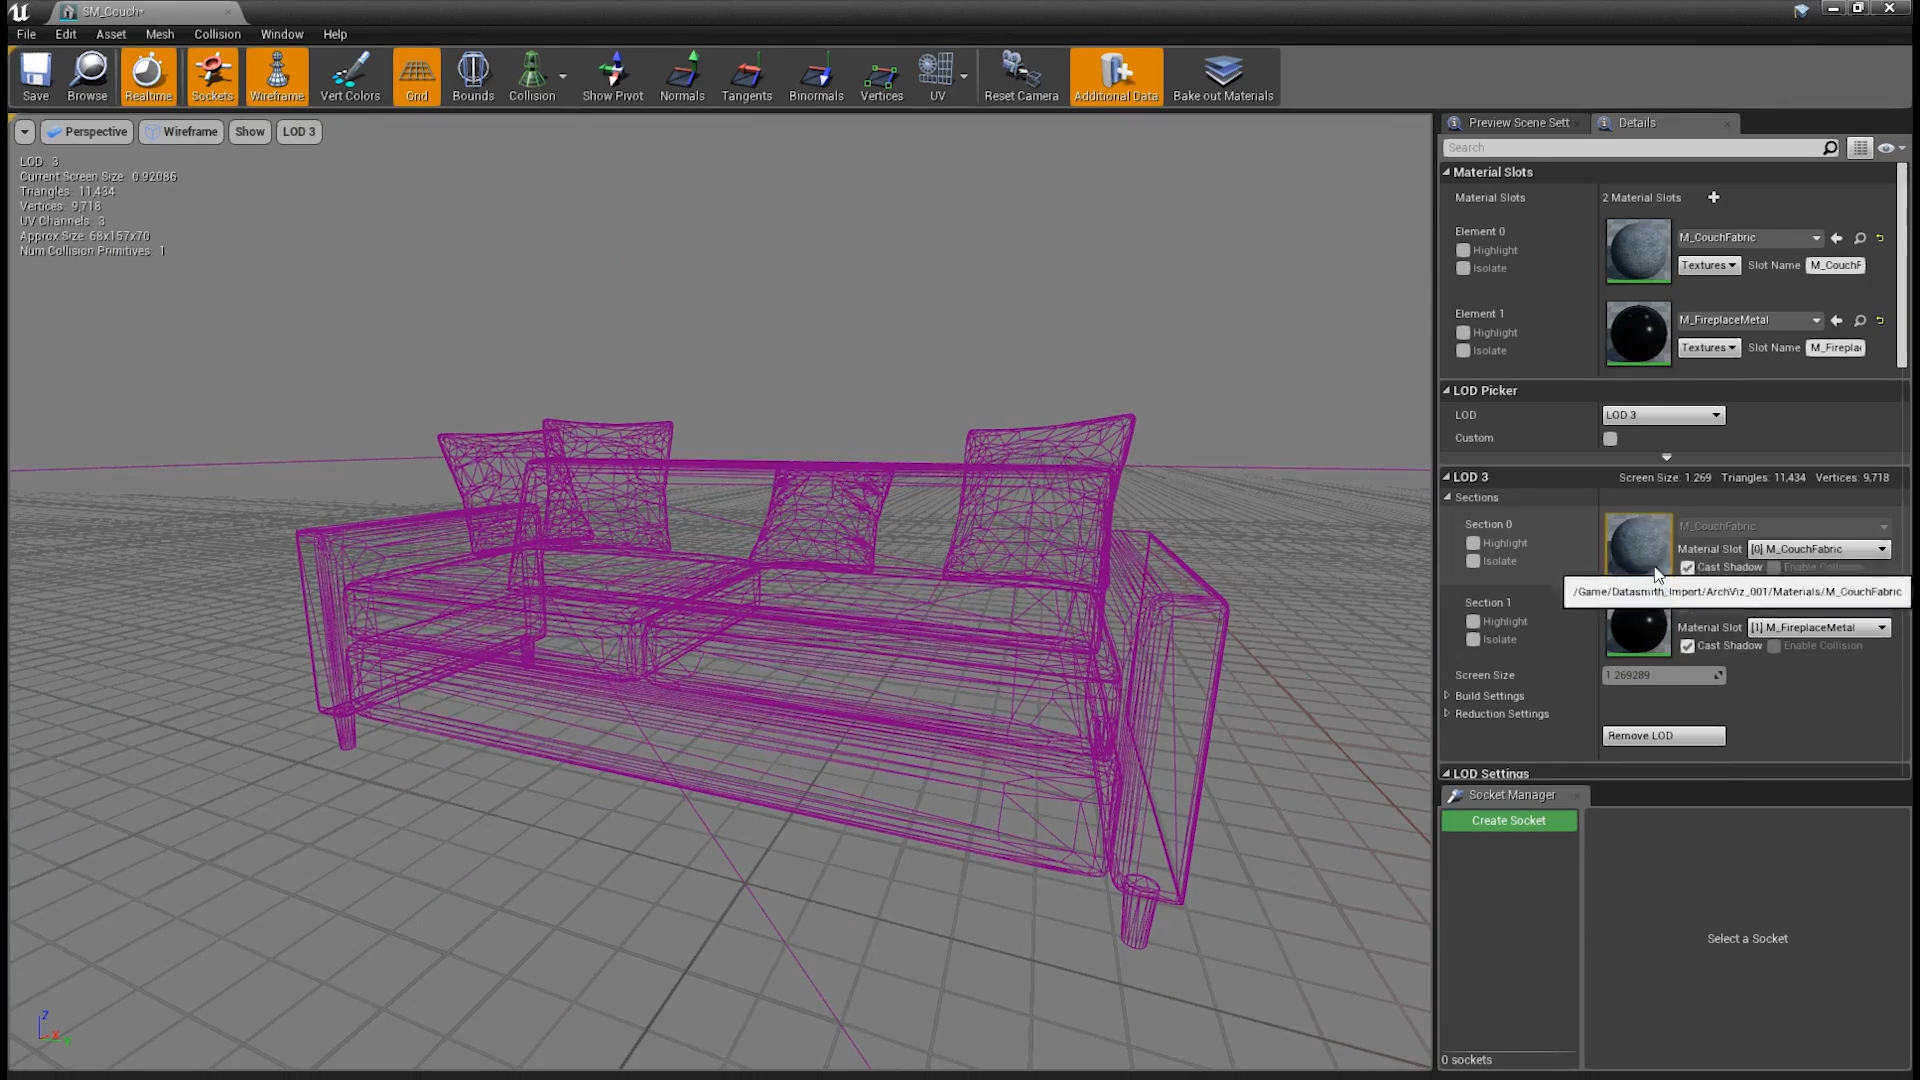 SM_Couch*
File Edit Asset Mesh Collision Window Help
Save Browse Realtime Sockets Wireframe Vert Colors Grid Bounds Collision Show Pivot Normals Tangents Binormals Vertices UV Reset Camera Additional Data Bake out Materials
Perspective Wireframe Show LOD 3
LOD 3
Current Screen Size: 0.92086
Triangles: 11,434
Vertices: 9,718
UV Channels: 3
Approx Size: 68x157x70
Num Collision Primitives: 1
Z
X
Y
Preview Scene Sett Details
Search
Material Slots
Material Slots 2 Material Slots
Element 0
Highlight
Isolate
M_CouchFabric
Textures Slot Name M_CouchF
Element 1
Highlight
Isolate
M_FireplaceMetal
Textures Slot Name M_Firepla
LOD Picker
LOD LOD 3
Custom
LOD 3 Screen Size: 1.269 Triangles: 11,434 Vertices: 9,718
Sections
Section 0
Highlight
Isolate
M_CouchFabric
Material Slot [0] M_CouchFabric
Cast Shadow Enable Collision
/Game/Datasmith_Import/ArchViz_001/Materials/M_CouchFabric
Section 1
Highlight
Isolate
Material Slot [1] M_FireplaceMetal
Cast Shadow Enable Collision
Screen Size 1.269289
Build Settings
Reduction Settings
Remove LOD
LOD Settings
Socket Manager
Create Socket
Select a Socket
0 sockets